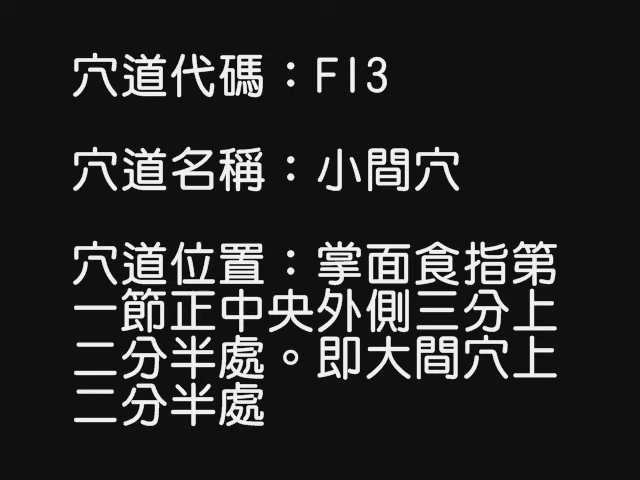 穴道代碼：FI3
穴道名稱：小間穴
穴道位置：掌面食指第
一節正中央外側三分上
二分半處。即大間穴上
二分半處